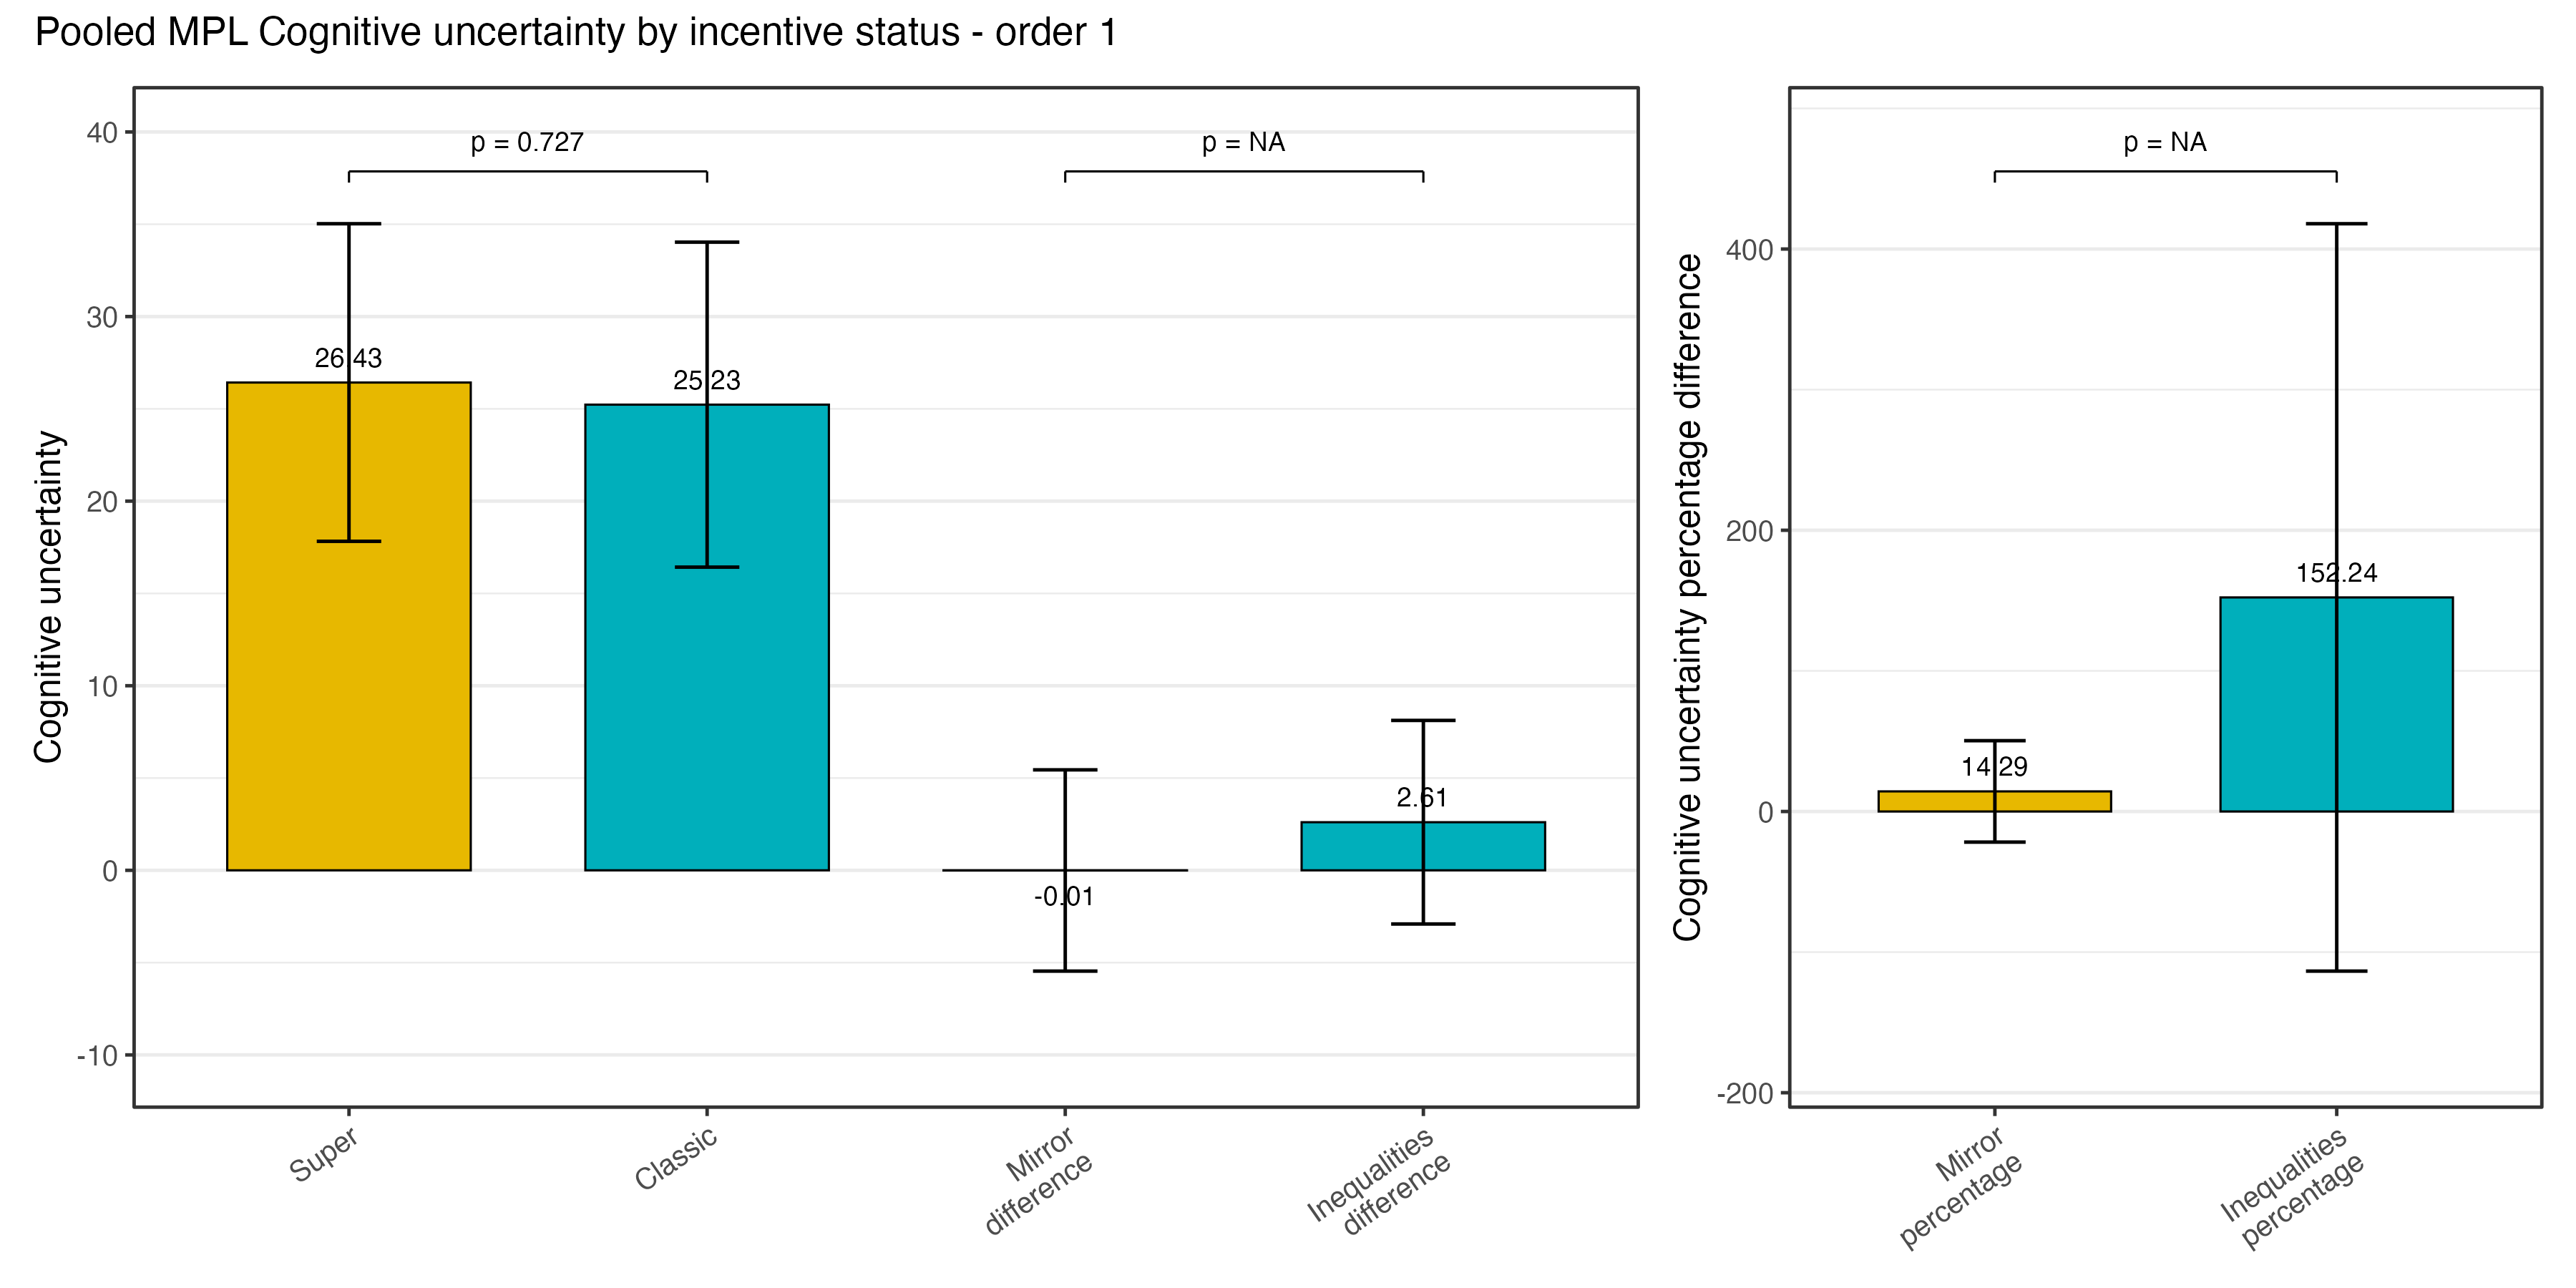 Pooled MPL Cognitive uncertainty by incentive status - order 1
Cognitive uncertainty
40
30
20
10
0
-10
p = 0.727
p = NA
26.43
25.23
-0.01
2.61
Super
Classic
Mirror
difference
Inequalities
difference
Cognitive uncertainty percentage difference
400
200
0
-200
p = NA
14.29
152.24
Mirror
percentage
Inequalities
percentage